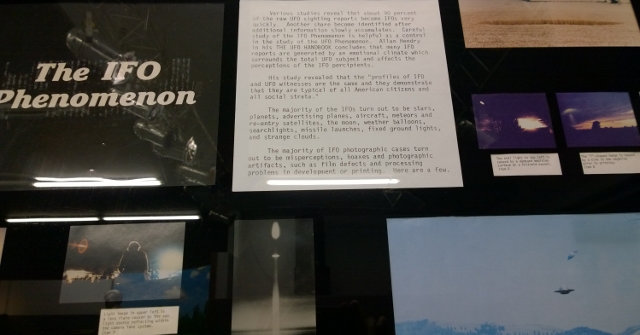 The IFO
Phenomenon
Various studies reveal that about 90 percent
of the raw UFO sighting reports become IFOs very
quickly. Another share become identified after
additional information slowly accumulates. Careful
study of the IFO Phenomenon is helpful as a control
in the study of the UFO Phenomenon. Allan Hendry
in his THE UFO HANDBOOK concludes that many IFO
reports are generated by an emotional climate which
surrounds the total UFO subject and effects the
perceptions of the IFO percipients.
His study revealed that the "profiles of IFO
and UFO witnesses are the same and they demonstrate
that they are typical of all American citizens and
all social strata."
The majority of the IFOs turn out to be stars,
planets, advertising planes, aircraft, meteors and
re-entry satellites, the moon, weather balloons,
searchlights, missile launches, fixed ground lights,
and strange clouds.
The majority of IFO photographic cases turn
out to be misperceptions, hoaxes and photographic
artifacts, such as film defects and processing
problems in development or printing. Here are a few.